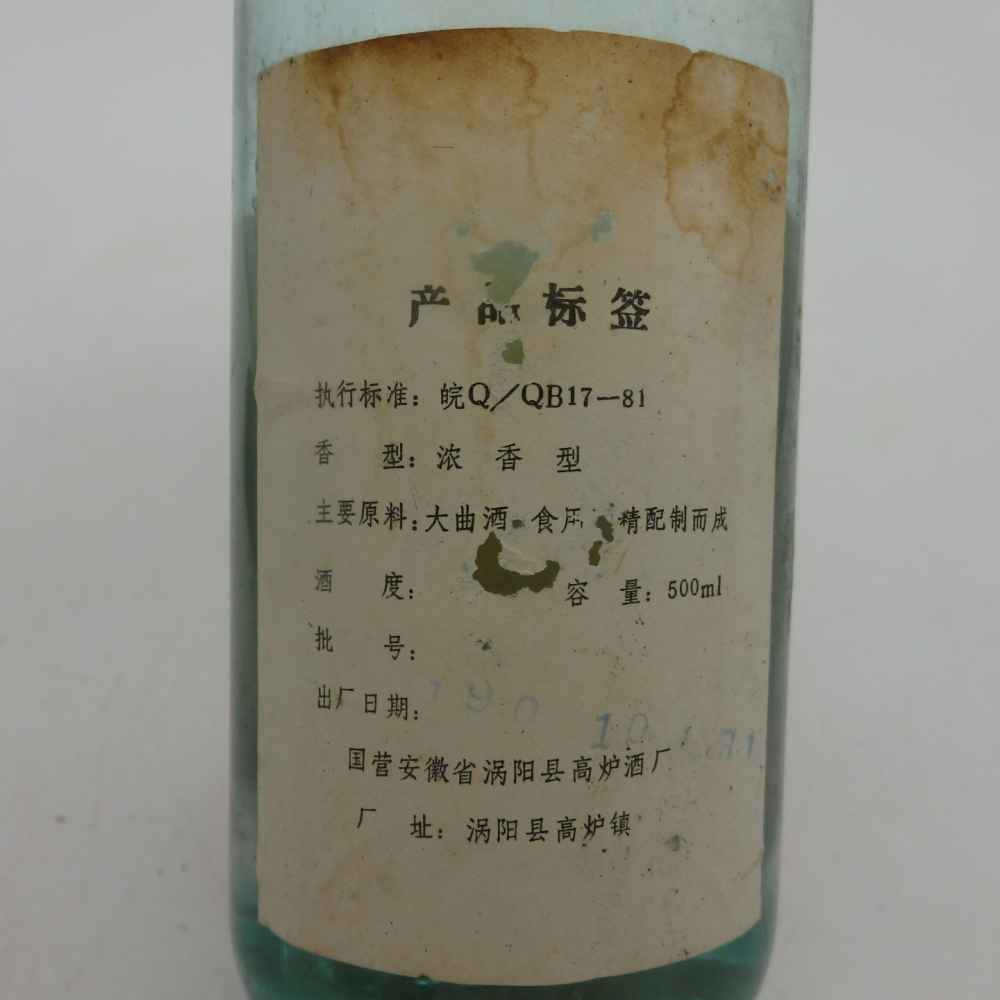 产品标签
执行标准：皖Q／QB17—81
香 型：浓 香 型
主要原料：大曲酒 食用 精配制而成
酒 度： 容 量：500ml
批 号：
出厂日期：
国营安徽省涡阳县高炉酒厂
厂 址：涡阳县高炉镇